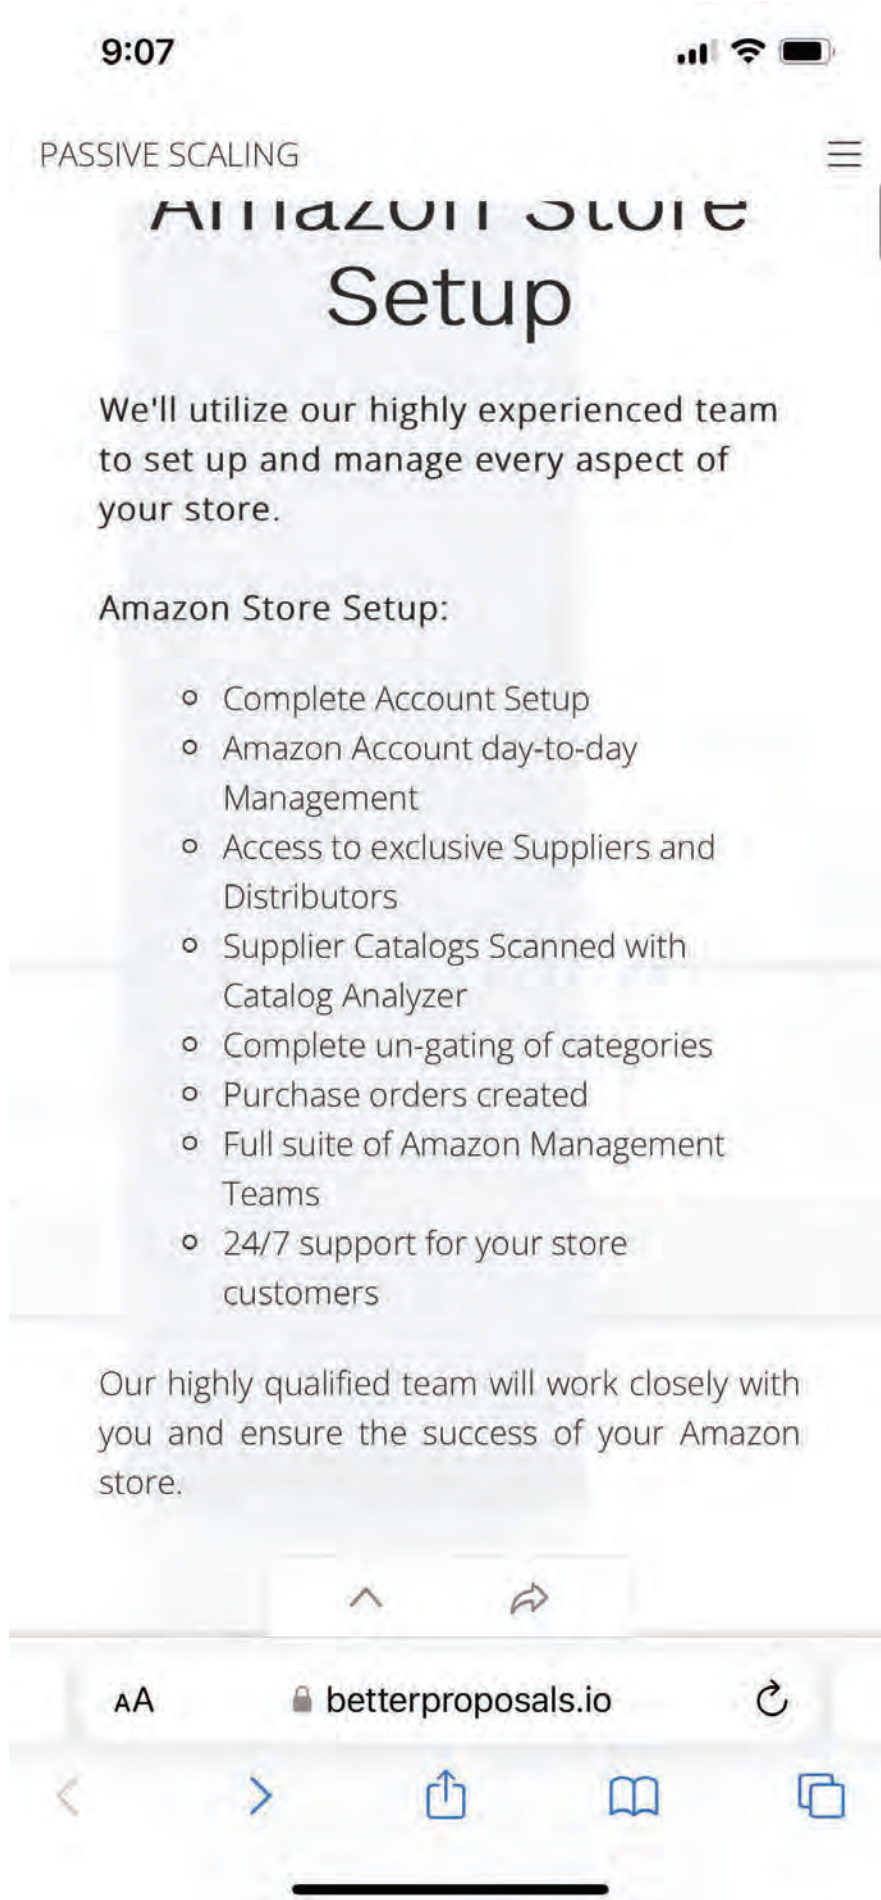 9:07
PASSIVE SCALING
Amazon Store
Setup
We'll utilize our highly experienced team
to set up and manage every aspect of
your store.
Amazon Store Setup:
Complete Account Setup
Amazon Account day-to-day
Management
Access to exclusive Suppliers and
Distributors
Supplier Catalogs Scanned with
Catalog Analyzer
Complete un-gating of categories
Purchase orders created
Full suite of Amazon Management
Teams
24/7 support for your store
customers
Our highly qualified team will work closely with
you and ensure the success of your Amazon
store.
AA betterproposals.io